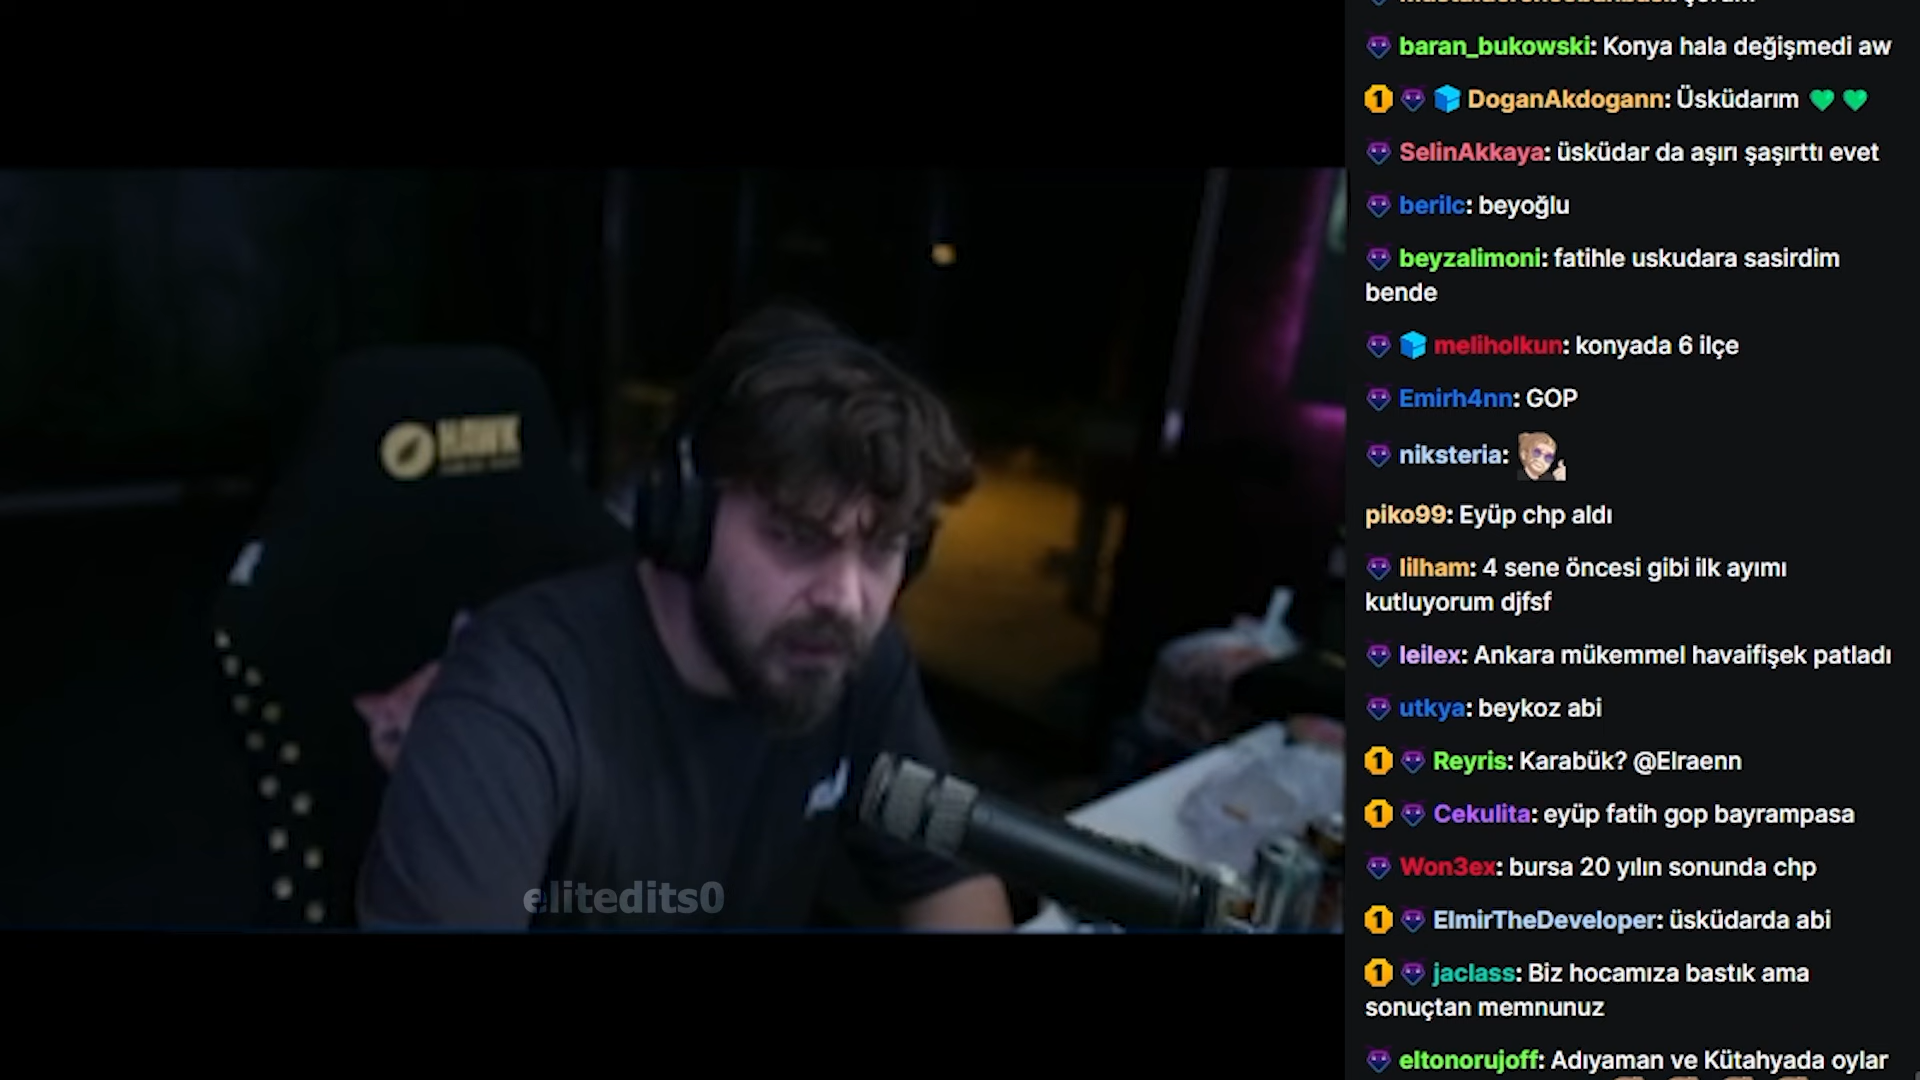 baran_bukowski: Konya hala değişmedi aw
DoganAkdogann: Üsküdarım 💚 💚
SelinAkkaya: üsküdar da aşırı şaşırttı evet
berilc: beyoğlu
beyzalimoni: fatihle uskudara sasirdim
bende
meliholkun: konyada 6 ilçe
Emirh4nn: GOP
niksteria:
piko99: Eyüp chp aldı
lilham: 4 sene öncesi gibi ilk ayımı
kutluyorum djfsf
leilex: Ankara mükemmel havaifişek patladı
utkya: beykoz abi
Reyris: Karabük? @Elraenn
Cekulita: eyüp fatih gop bayrampasa
Won3ex: bursa 20 yılın sonunda chp
ElmirTheDeveloper: üsküdarda abi
jaclass: Biz hocamıza bastık ama
sonuçtan memnunuz
eltonorujoff: Adıyaman ve Kütahyada oylar
HAWK
elitedits0